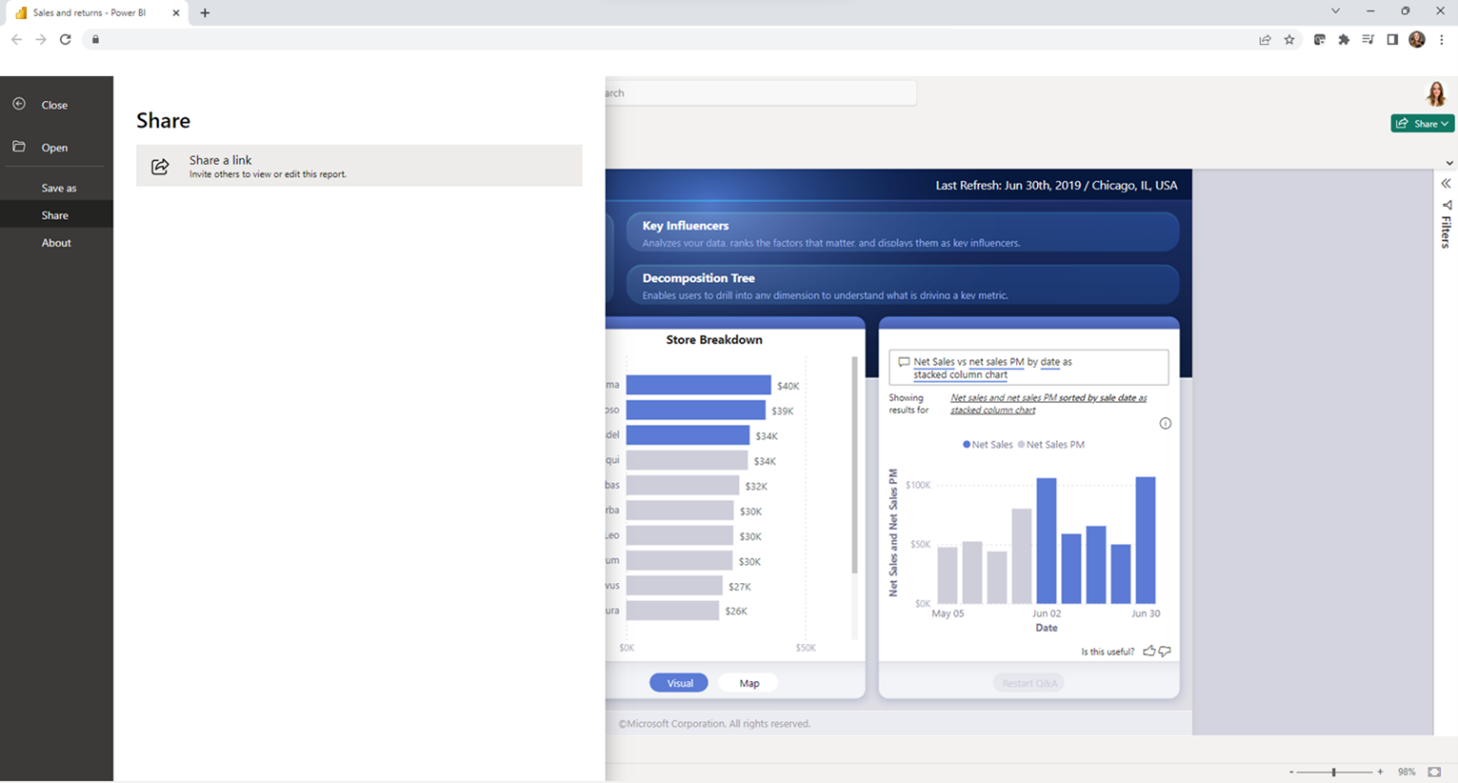 Sales and returns - Power BI
Close
Open
Save as
Share
About
Share
Share a link
Invite others to view or edit this report.
arch
Share
Last Refresh: Jun 30th, 2019 / Chicago, IL, USA
Key Influencers
Analyzes your data, ranks the factors that matter, and displays them as key influencers.
Decomposition Tree
Enables users to drill into any dimension to understand what is driving a key metric.
Filters
Store Breakdown
ma $40K
oso $39K
del $34K
qui $34K
bas $32K
rba $30K
Leo $30K
um $30K
vus $27K
ura $26K
$0K $50K
Visual Map
Net Sales vs net sales PM by date as
stacked column chart
Showing
results for
Net sales and net sales PM sorted by sale date as
stacked column chart
Net Sales Net Sales PM
Net Sales and Net Sales PM
$100K
$50K
$0K
May 05 Jun 02 Jun 30
Date
Is this useful?
Restart Q&A
©Microsoft Corporation. All rights reserved.
- + 98%